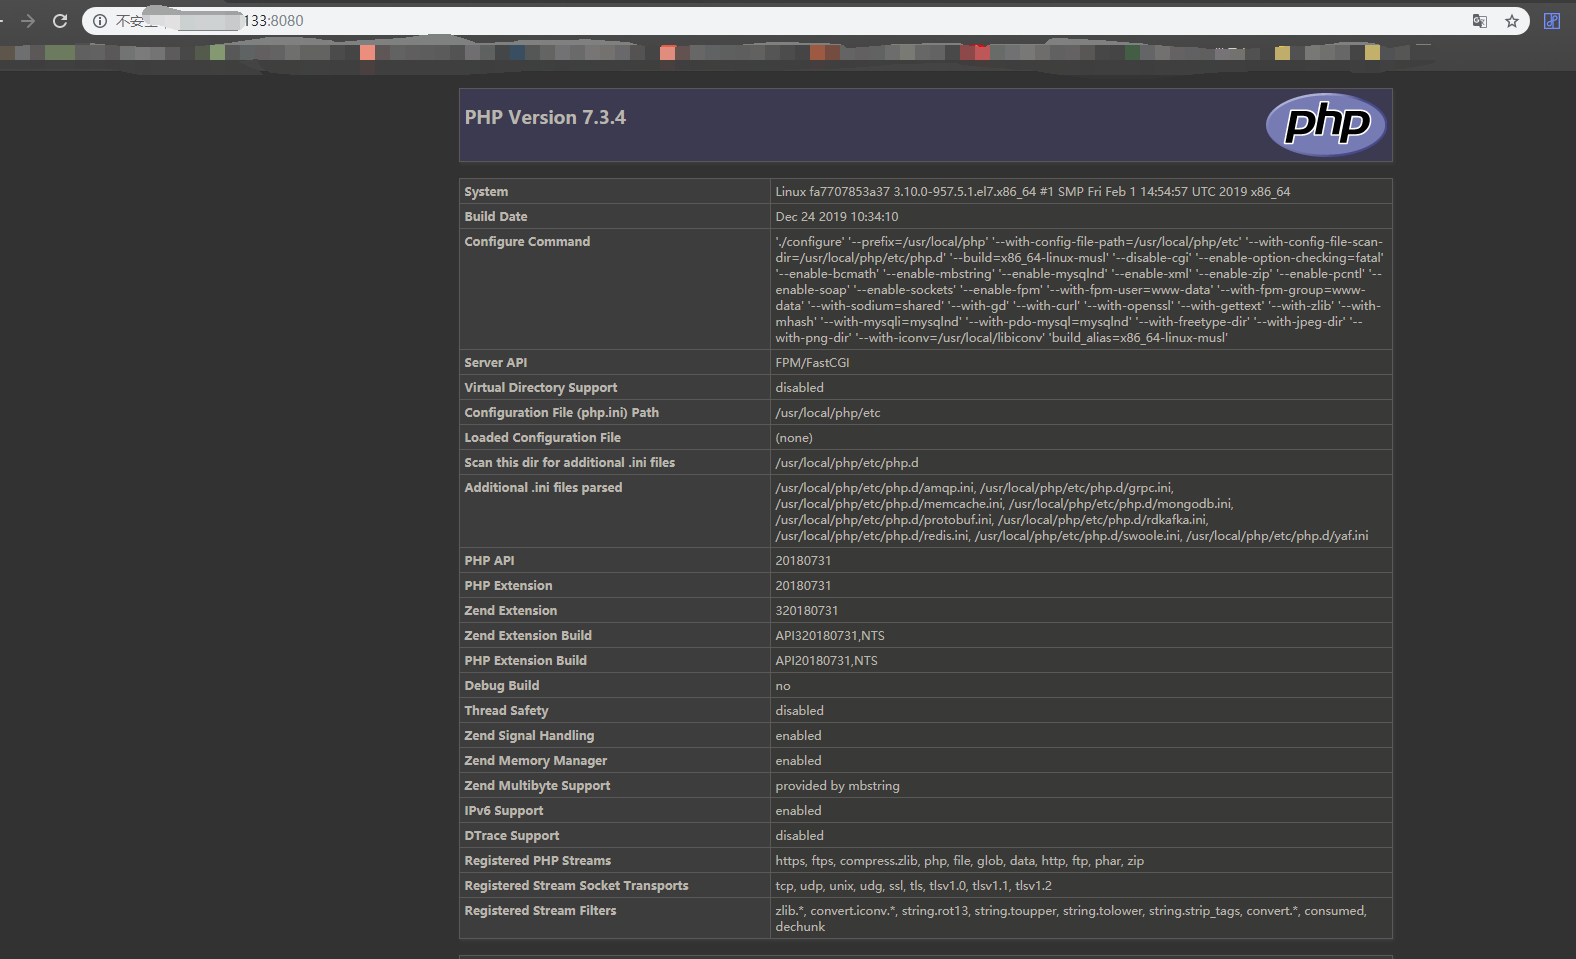 不安全 133:8080
PHP Version 7.3.4
php
System Linux fa7707853a37 3.10.0-957.5.1.el7.x86_64 #1 SMP Fri Feb 1 14:54:57 UTC 2019 x86_64
Build Date Dec 24 2019 10:34:10
Configure Command './configure' '--prefix=/usr/local/php' '--with-config-file-path=/usr/local/php/etc' '--with-config-file-scan-
dir=/usr/local/php/etc/php.d' '--build=x86_64-linux-musl' '--disable-cgi' '--enable-option-checking=fatal'
'--enable-bcmath' '--enable-mbstring' '--enable-mysqlnd' '--enable-xml' '--enable-zip' '--enable-pcntl' '--
enable-soap' '--enable-sockets' '--enable-fpm' '--with-fpm-user=www-data' '--with-fpm-group=www-
data' '--with-sodium=shared' '--with-gd' '--with-curl' '--with-openssl' '--with-gettext' '--with-zlib' '--with-
mhash' '--with-mysqli=mysqlnd' '--with-pdo-mysql=mysqlnd' '--with-freetype-dir' '--with-jpeg-dir' '--
with-png-dir' '--with-iconv=/usr/local/libiconv' 'build_alias=x86_64-linux-musl'
Server API FPM/FastCGI
Virtual Directory Support disabled
Configuration File (php.ini) Path /usr/local/php/etc
Loaded Configuration File (none)
Scan this dir for additional .ini files /usr/local/php/etc/php.d
Additional .ini files parsed /usr/local/php/etc/php.d/amqp.ini, /usr/local/php/etc/php.d/grpc.ini,
/usr/local/php/etc/php.d/memcache.ini, /usr/local/php/etc/php.d/mongodb.ini,
/usr/local/php/etc/php.d/protobuf.ini, /usr/local/php/etc/php.d/rdkafka.ini,
/usr/local/php/etc/php.d/redis.ini, /usr/local/php/etc/php.d/swoole.ini, /usr/local/php/etc/php.d/yaf.ini
PHP API 20180731
PHP Extension 20180731
Zend Extension 320180731
Zend Extension Build API320180731,NTS
PHP Extension Build API20180731,NTS
Debug Build no
Thread Safety disabled
Zend Signal Handling enabled
Zend Memory Manager enabled
Zend Multibyte Support provided by mbstring
IPv6 Support enabled
DTrace Support disabled
Registered PHP Streams https, ftps, compress.zlib, php, file, glob, data, http, ftp, phar, zip
Registered Stream Socket Transports tcp, udp, unix, udg, ssl, tls, tlsv1.0, tlsv1.1, tlsv1.2
Registered Stream Filters zlib.*, convert.iconv.*, string.rot13, string.toupper, string.tolower, string.strip_tags, convert.*, consumed,
dechunk